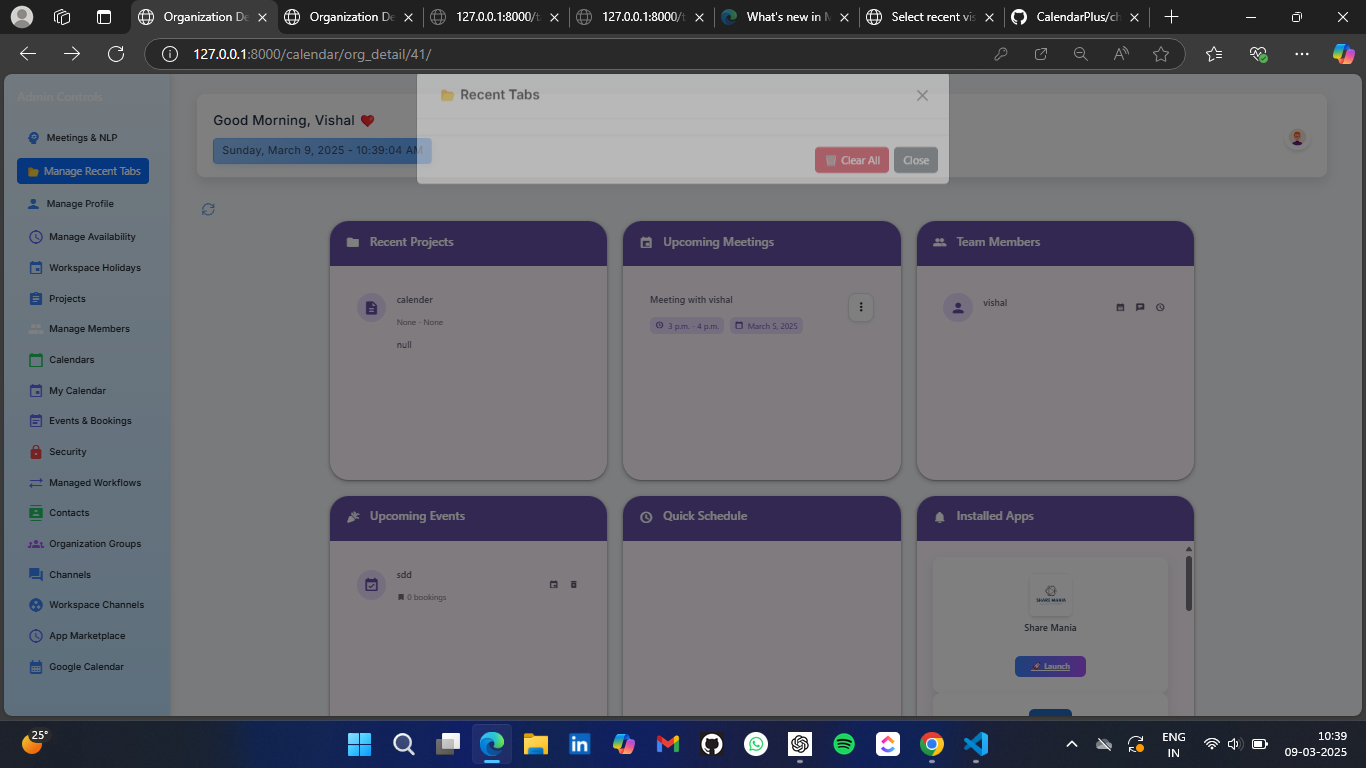 Organization De
Organization De
127.0.0.1:8000/ta
127.0.0.1:8000/t
What's new in M
Select recent vis
CalendarPlus/ch
127.0.0.1:8000/calendar/org_detail/41/
Admin Controls
Meetings & NLP
Manage Recent Tabs
Manage Profile
Manage Availability
Workspace Holidays
Projects
Manage Members
Calendars
My Calendar
Events & Bookings
Security
Managed Workflows
Contacts
Organization Groups
Channels
Workspace Channels
App Marketplace
Google Calendar
Good Morning, Vishal ❤️
Sunday, March 9, 2025 - 10:39:04 AM
Recent Tabs
Clear All
Close
Recent Projects
calender
None - None
null
Upcoming Meetings
Meeting with vishal
3 p.m. - 4 p.m.
March 5, 2025
Team Members
vishal
Upcoming Events
sdd
0 bookings
Quick Schedule
Installed Apps
SHARE MANIA
Share Mania
Launch
25°
ENG
IN
10:39
09-03-2025